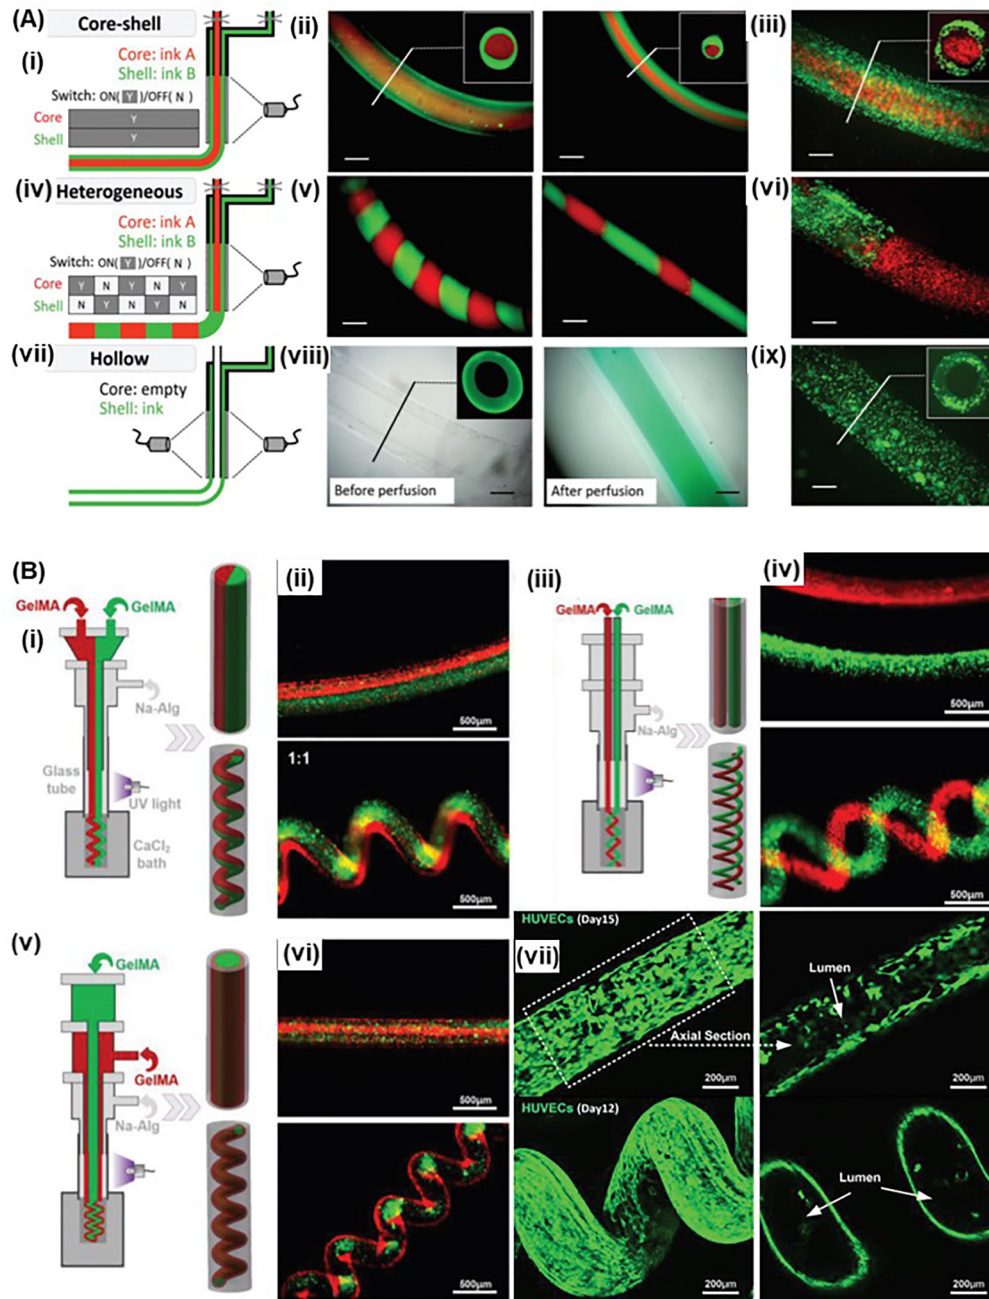 (A)
Core-shell
(i)
Core: ink A
Shell: ink B
Switch: ON( Y )/OFF( N )
Core
Y
Shell
Y
(ii)
(iii)
(iv)
Heterogeneous
Core: ink A
Shell: ink B
Switch: ON( Y )/OFF( N )
Core
Y N Y N Y
Shell
N Y N Y N
(v)
(vi)
(vii)
Hollow
Core: empty
Shell: ink
(viii)
Before perfusion
After perfusion
(ix)
(B)
(i)
GelMA
GelMA
Na-Alg
Glass
tube
UV light
CaCl₂
bath
(ii)
500μm
1:1
500μm
(iii)
GelMA
GelMA
Na-Alg
(iv)
500μm
500μm
(v)
GelMA
GelMA
Na-Alg
(vi)
500μm
500μm
HUVECs (Day15)
(vii)
Axial Section
200μm
Lumen
200μm
HUVECs (Day12)
200μm
Lumen
200μm